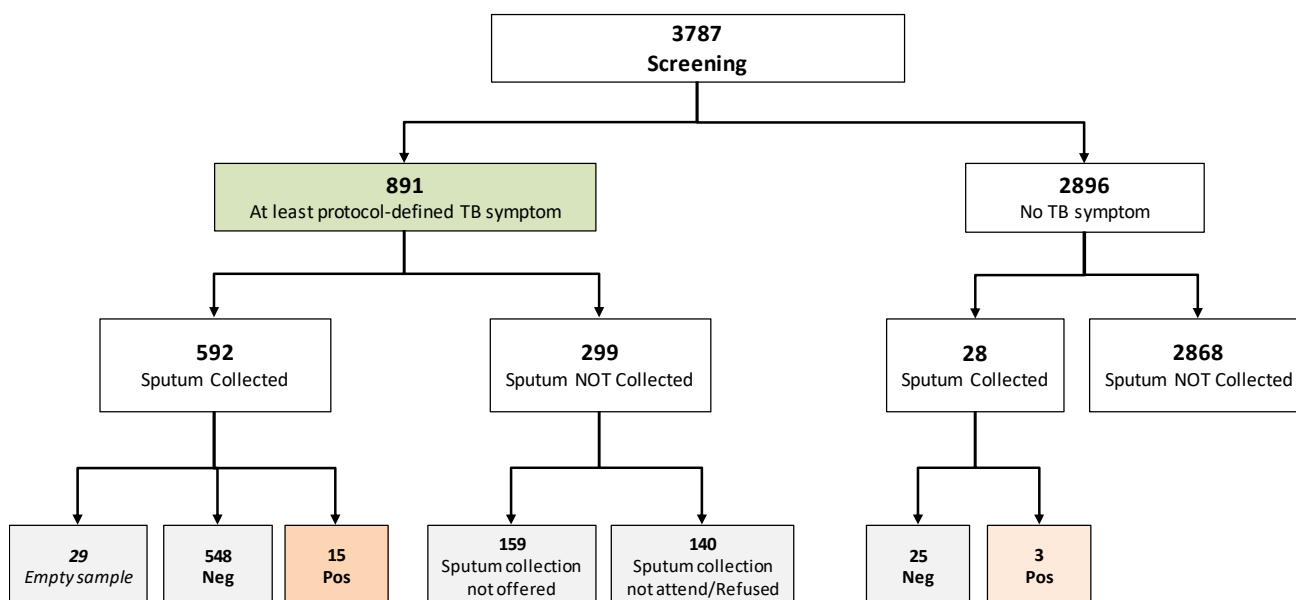 3787
Screening
891
At least protocol-defined TB symptom
2896
No TB symptom
592
Sputum Collected
299
Sputum NOT Collected
28
Sputum Collected
2868
Sputum NOT Collected
29
Empty sample
548
Neg
15
Pos
159
Sputum collection
not offered
140
Sputum collection
not attend/Refused
25
Neg
3
Pos